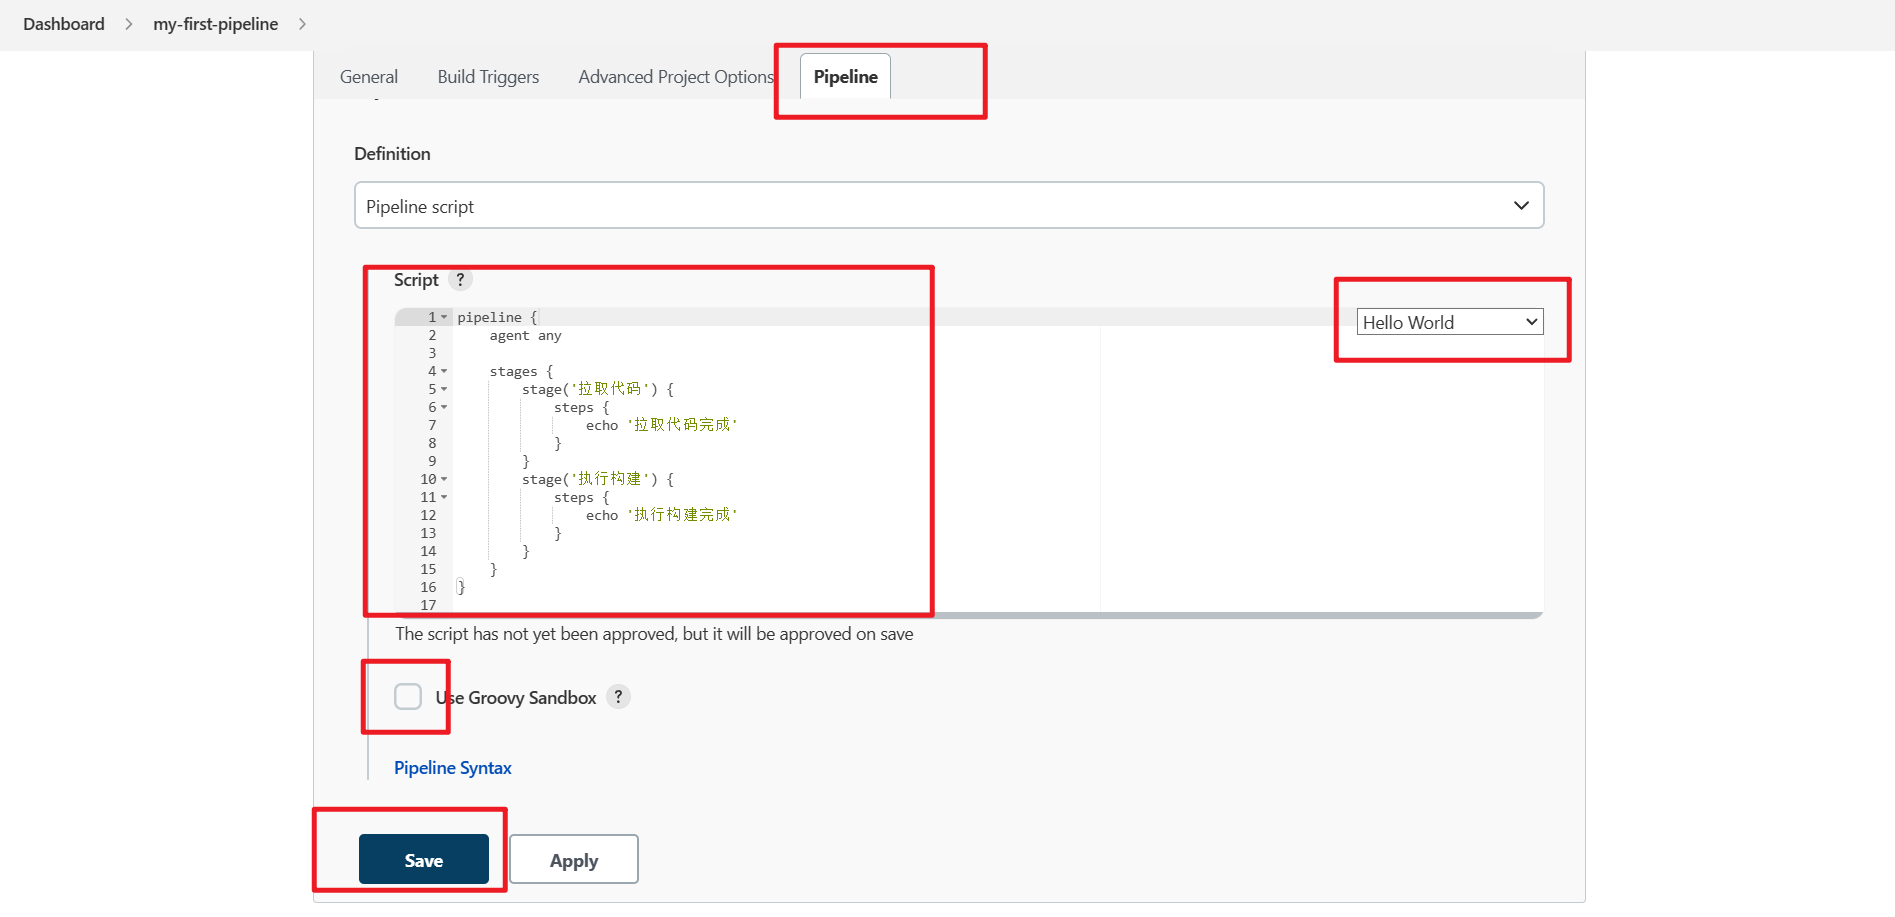 Dashboard > my-first-pipeline >
General Build Triggers Advanced Project Options Pipeline
Definition
Pipeline script
Script ?
Hello World
1 pipeline {
2     agent any
3
4     stages {
5         stage('拉取代码') {
6             steps {
7                 echo '拉取代码完成'
8             }
9         }
10         stage('执行构建') {
11             steps {
12                 echo '执行构建完成'
13             }
14         }
15     }
16 }
17
The script has not yet been approved, but it will be approved on save
Use Groovy Sandbox ?
Pipeline Syntax
Save Apply